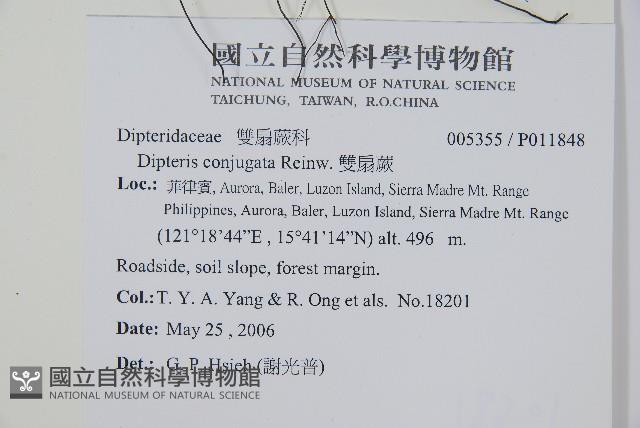 國立自然科學博物館
NATIONAL MUSEUM OF NATURAL SCIENCE
TAICHUNG, TAIWAN, R.O.CHINA
Dipteridaceae 雙扇蕨科 005355 / P011848
Dipteris conjugata Reinw. 雙扇蕨
Loc.: 菲律賓, Aurora, Baler, Luzon Island, Sierra Madre Mt. Range
Philippines, Aurora, Baler, Luzon Island, Sierra Madre Mt. Range
(121°18'44”E , 15°41'14”N) alt. 496 m.
Roadside, soil slope, forest margin.
Col.: T. Y. A. Yang & R. Ong et als. No.18201
Date: May 25 , 2006
Det.: G. P. Hsieh (謝光普)
國立自然科學博物館
NATIONAL MUSEUM OF NATURAL SCIENCE